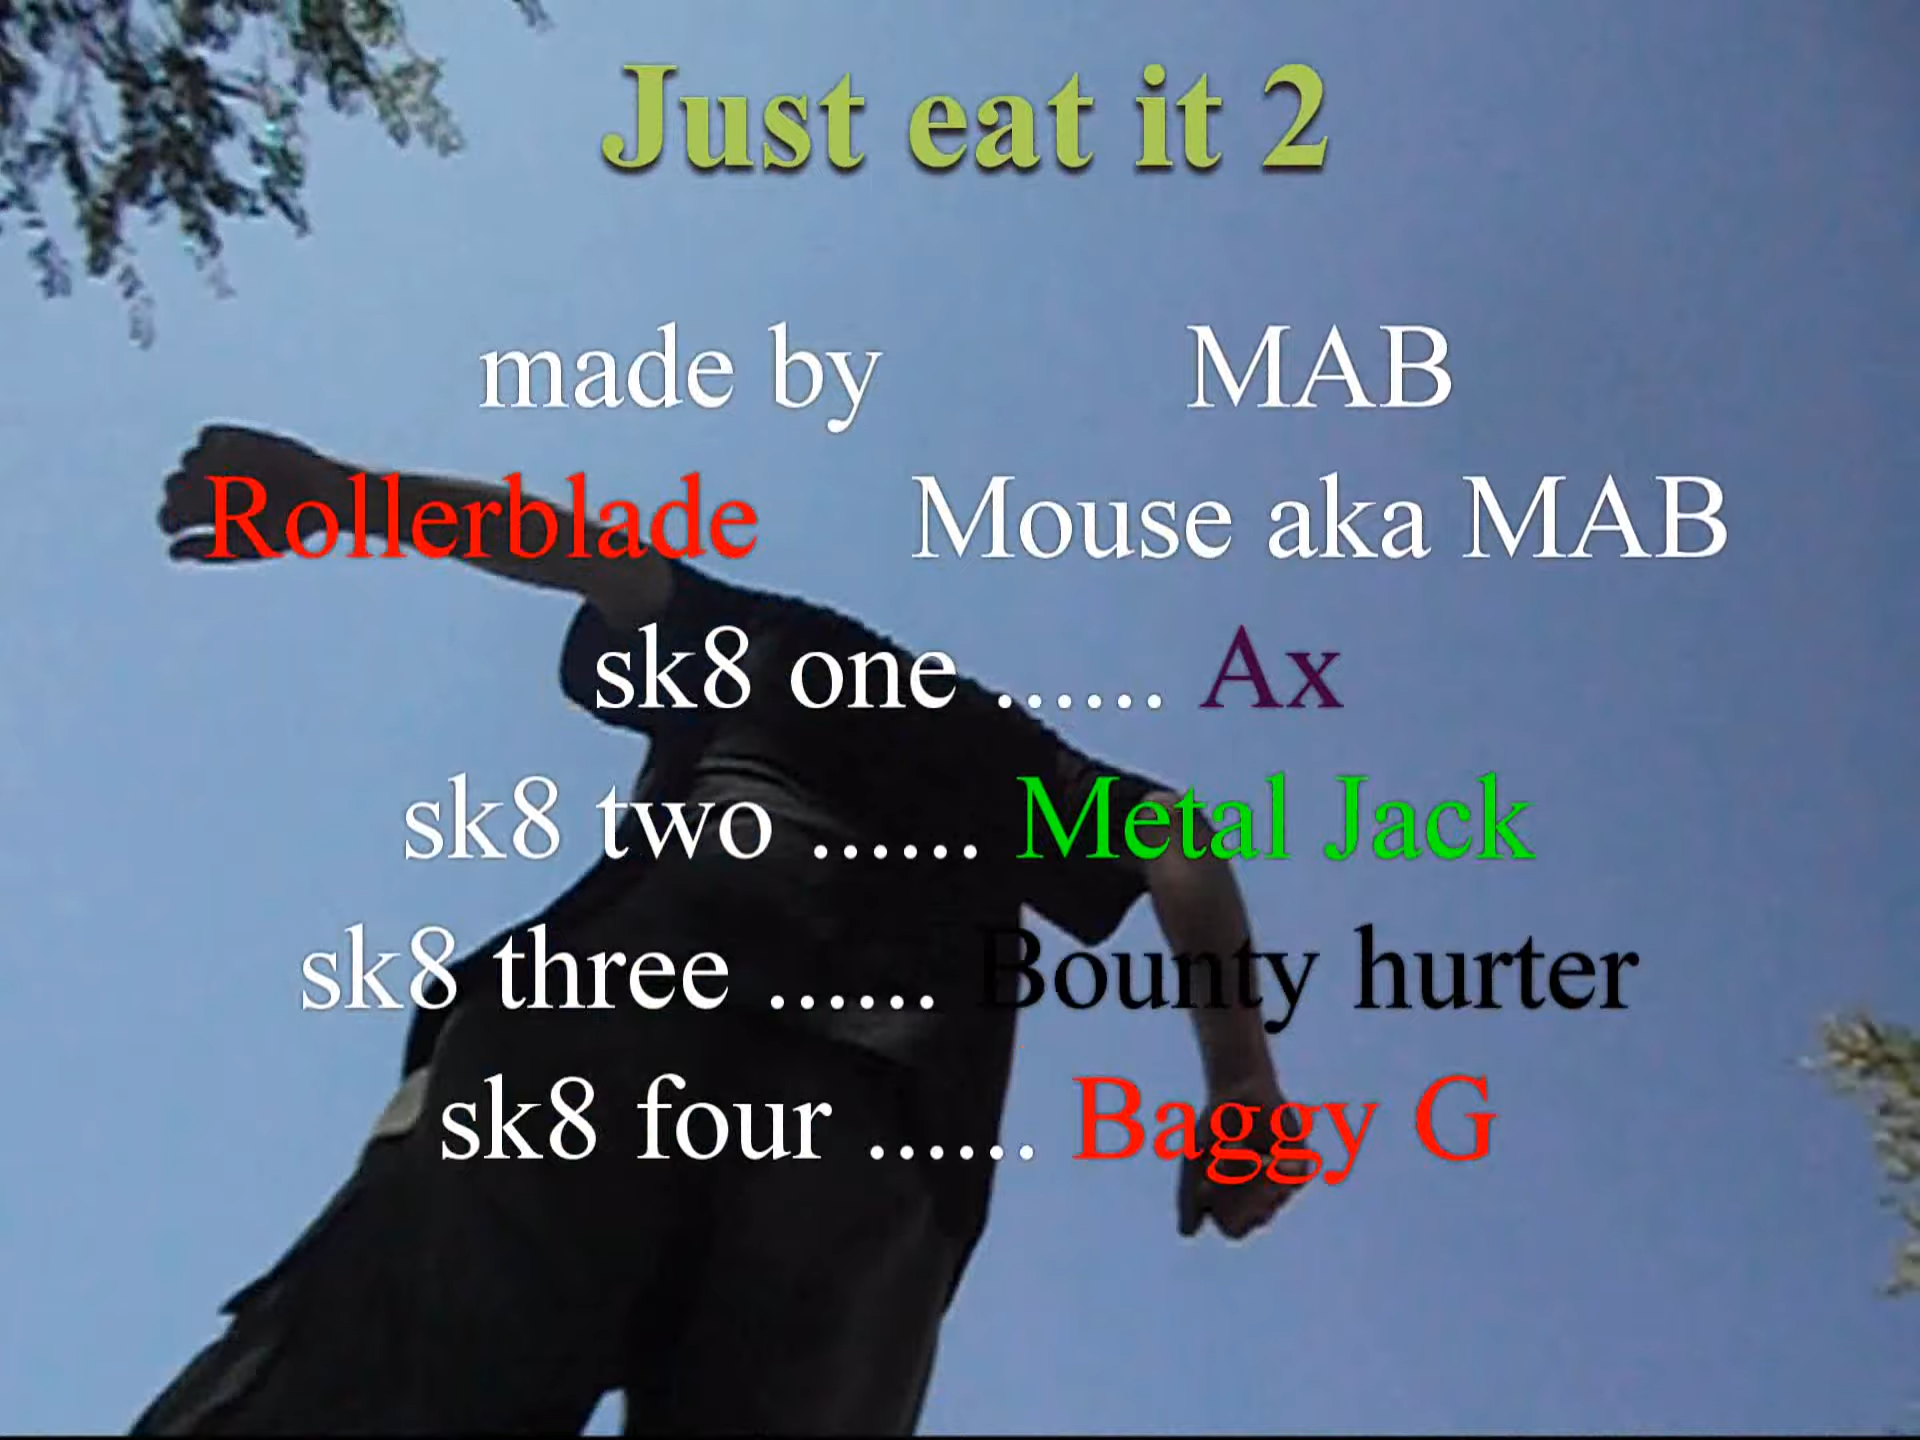 Just eat it 2
made by MAB
Rollerblade Mouse aka MAB
sk8 one ...... Ax
sk8 two ...... Metal Jack
sk8 three ...... Bounty hurter
sk8 four ...... Baggy G